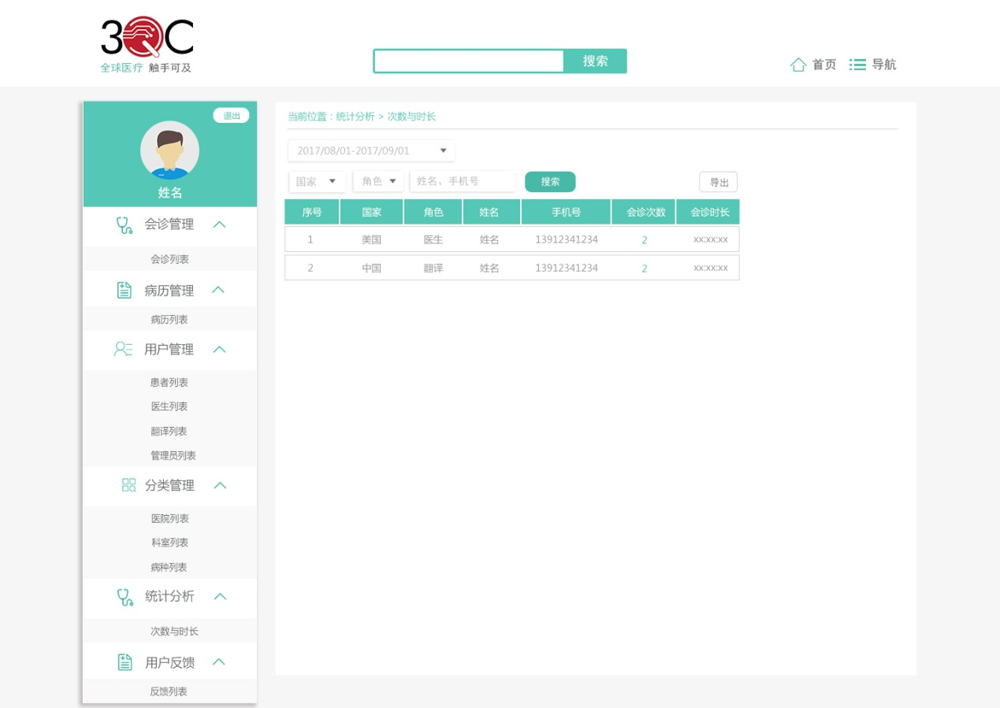 3QC
全球医疗 触手可及
搜索
首页 导航
退出
姓名
会诊管理
会诊列表
病历管理
病历列表
用户管理
患者列表
医生列表
翻译列表
管理员列表
分类管理
医院列表
科室列表
病种列表
统计分析
次数与时长
用户反馈
反馈列表
当前位置：统计分析 > 次数与时长
2017/08/01-2017/09/01
国家 角色 姓名、手机号 搜索 导出
序号 国家 角色 姓名 手机号 会诊次数 会诊时长
1 美国 医生 姓名 13912341234 2 xx:xx:xx
2 中国 翻译 姓名 13912341234 2 xx:xx:xx